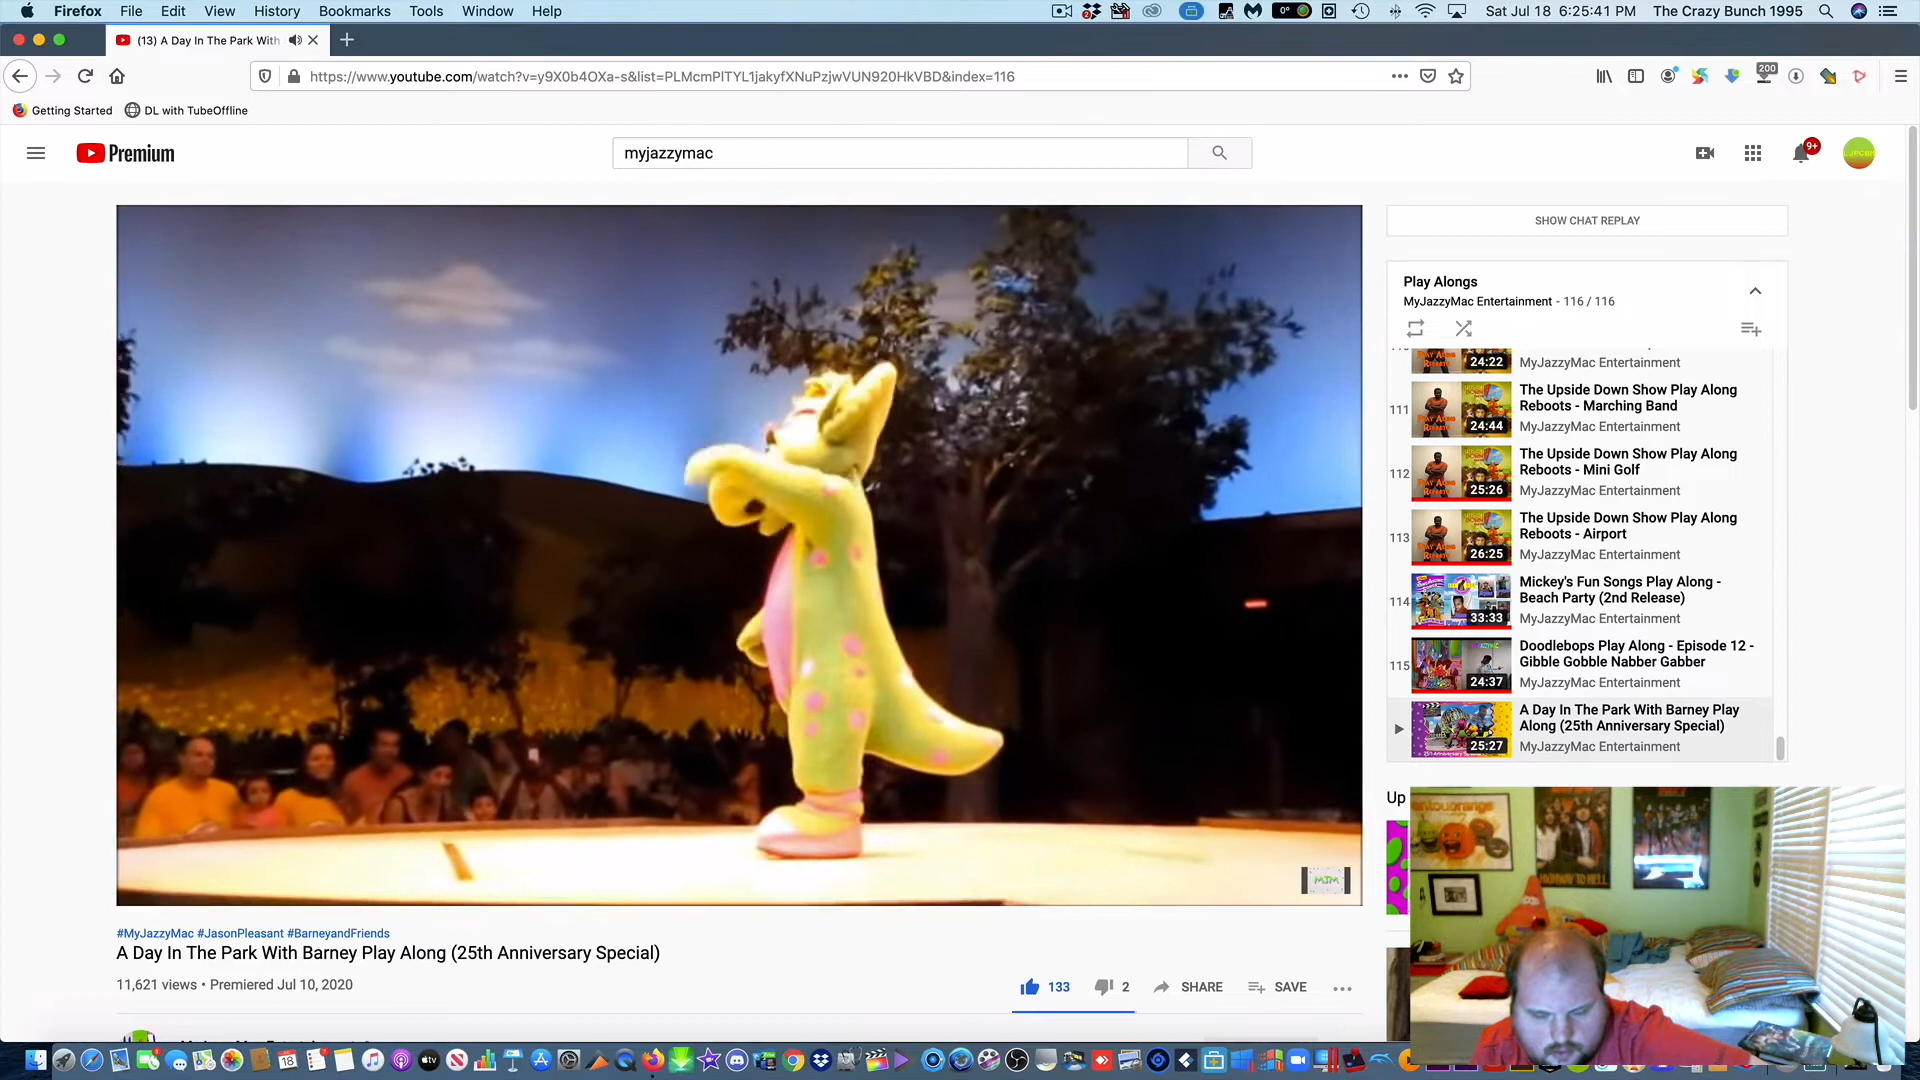 Firefox File Edit View History Bookmarks Tools Window Help
0°
Sat Jul 18 6:25:41 PM The Crazy Bunch 1995
(13) A Day In The Park With
https://www.youtube.com/watch?v=y9X0b4OXa-s&list=PLMcmPlTYL1jakyfXNuPzjwVUN920HkVBD&index=116
200
Getting Started DL with TubeOffline
Premium
myjazzymac
9+
SHOW CHAT REPLAY
Play Alongs
MyJazzyMac Entertainment - 116 / 116
24:22
MyJazzyMac Entertainment
111
24:44
The Upside Down Show Play Along
Reboots - Marching Band
MyJazzyMac Entertainment
112
25:26
The Upside Down Show Play Along
Reboots - Mini Golf
MyJazzyMac Entertainment
113
26:25
The Upside Down Show Play Along
Reboots - Airport
MyJazzyMac Entertainment
114
33:33
Mickey's Fun Songs Play Along -
Beach Party (2nd Release)
MyJazzyMac Entertainment
115
24:37
Doodlebops Play Along - Episode 12 -
Gibble Gobble Nabber Gabber
MyJazzyMac Entertainment
25:27
A Day In The Park With Barney Play
Along (25th Anniversary Special)
MyJazzyMac Entertainment
Up
MJM
HIGHWAY TO HELL
#MyJazzyMac #JasonPleasant #BarneyandFriends
A Day In The Park With Barney Play Along (25th Anniversary Special)
11,621 views • Premiered Jul 10, 2020
133 2 SHARE SAVE